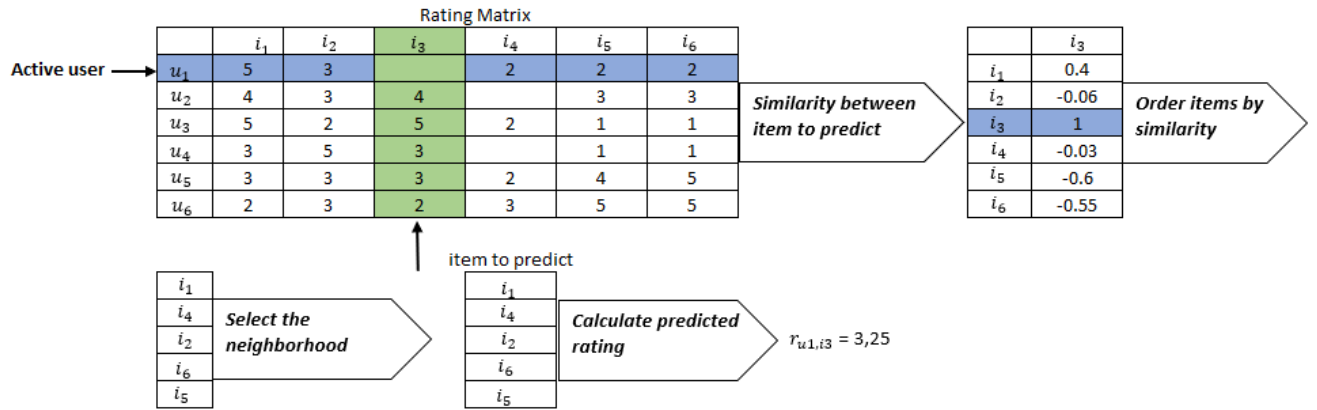 Rating Matrix
i₁ i₂ i₃ i₄ i₅ i₆
Active user
u₁ 5 3 2 2 2
u₂ 4 3 4 3 3
u₃ 5 2 5 2 1 1
u₄ 3 5 3 1 1
u₅ 3 3 3 2 4 5
u₆ 2 3 2 3 5 5
Similarity between
item to predict
i₃
i₁ 0.4
i₂ -0.06
i₃ 1
i₄ -0.03
i₅ -0.6
i₆ -0.55
Order items by
similarity
item to predict
i₁
i₄
i₂
i₆
i₅
Select the
neighborhood
i₁
i₄
i₂
i₆
i₅
Calculate predicted
rating
r_{u1,i3} = 3,25